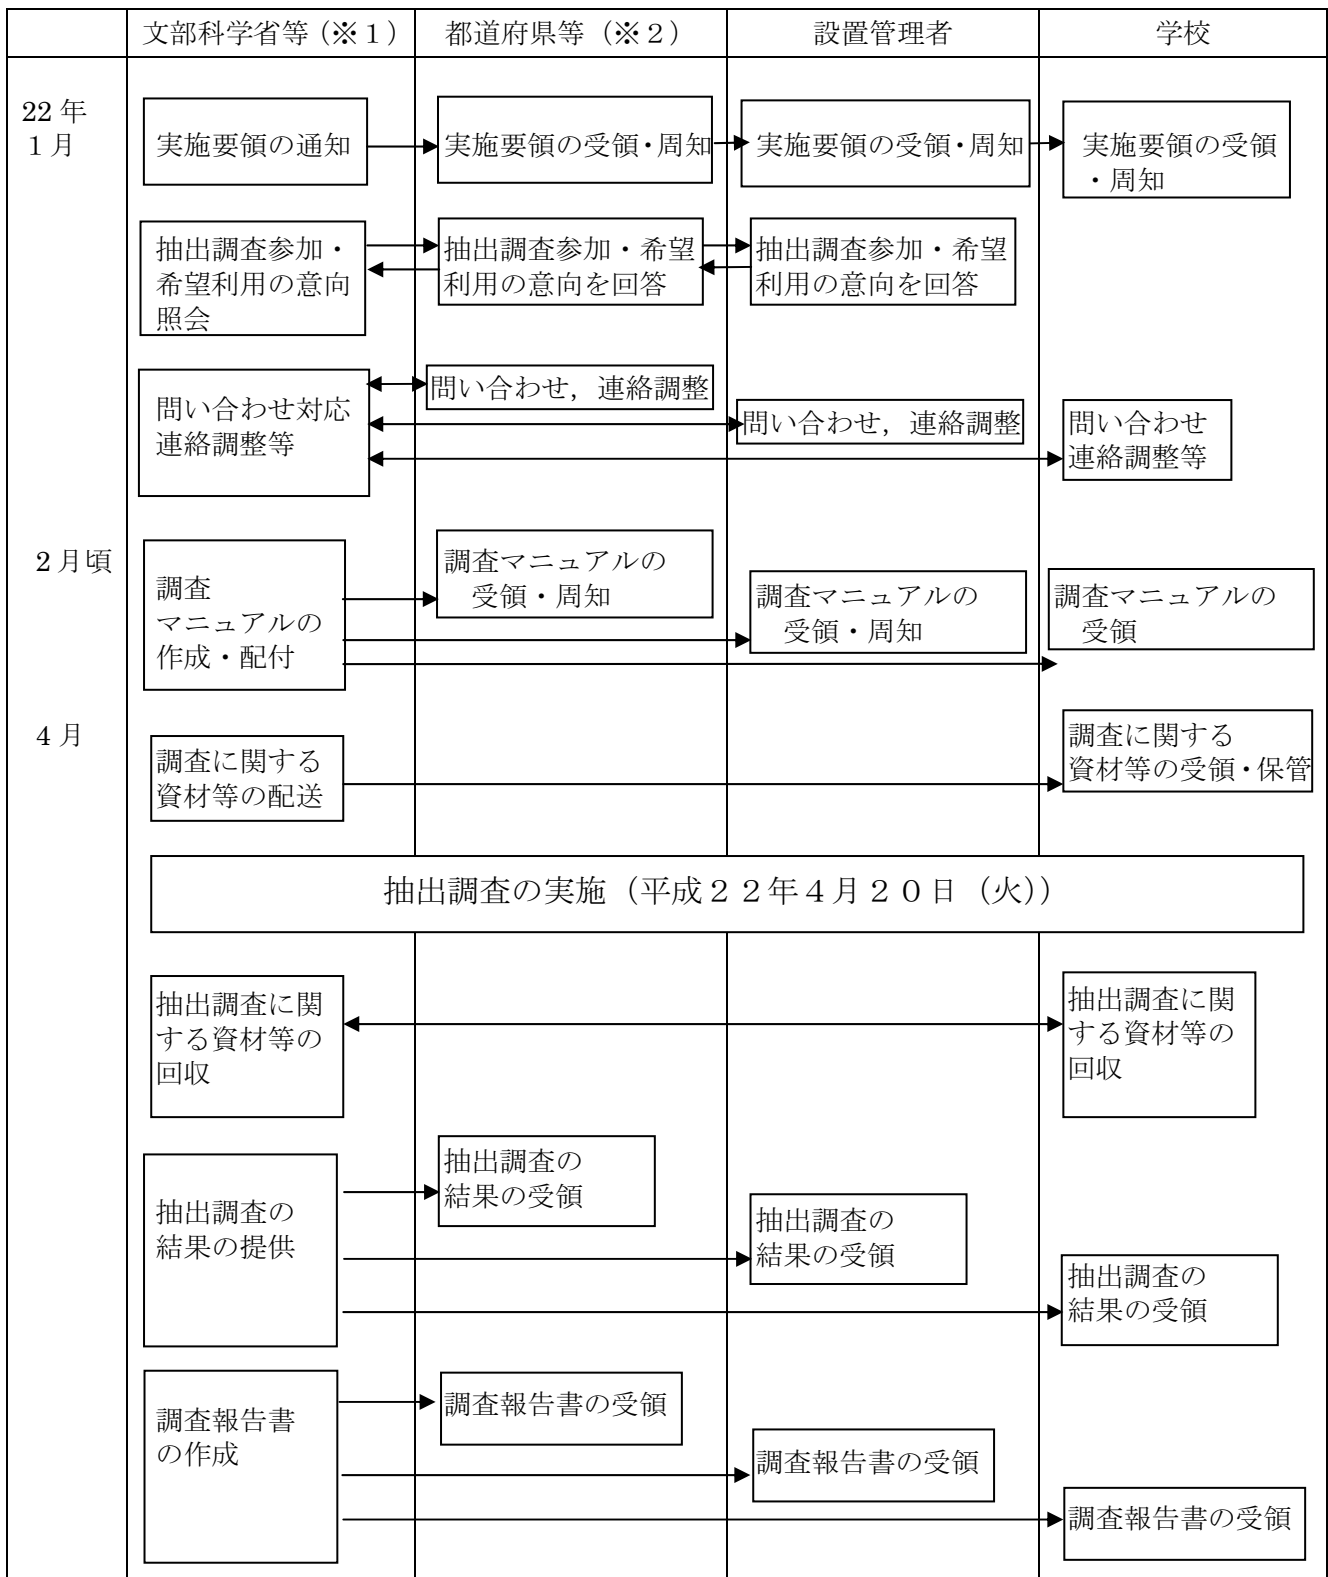 文部科学省等（※１）
都道府県等（※２）
設置管理者
学校
22 年
１月
実施要領の通知
実施要領の受領・周知
実施要領の受領・周知
実施要領の受領
・周知
抽出調査参加・
希望利用の意向
照会
抽出調査参加・希望
利用の意向を回答
抽出調査参加・希望
利用の意向を回答
問い合わせ対応
連絡調整等
問い合わせ，連絡調整
問い合わせ，連絡調整
問い合わせ
連絡調整等
2 月頃
調査
マニュアルの
作成・配付
調査マニュアルの
受領・周知
調査マニュアルの
受領・周知
調査マニュアルの
受領
4 月
調査に関する
資材等の配送
調査に関する
資材等の受領・保管
抽出調査の実施（平成２２年４月２０日（火））
抽出調査に関
する資材等の
回収
抽出調査に関
する資材等の
回収
抽出調査の
結果の提供
抽出調査の
結果の受領
抽出調査の
結果の受領
抽出調査の
結果の受領
調査報告書
の作成
調査報告書の受領
調査報告書の受領
調査報告書の受領